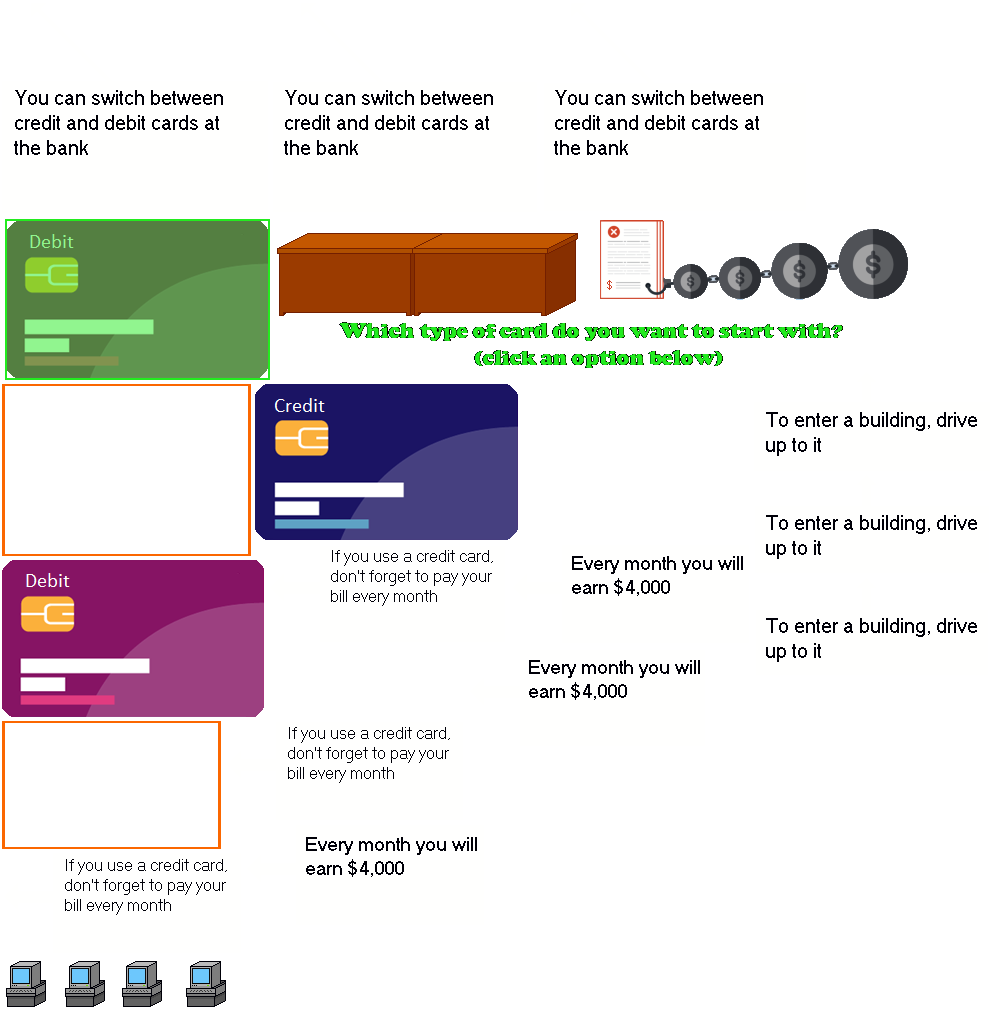 You can switch between
credit and debit cards at
the bank
You can switch between
credit and debit cards at
the bank
You can switch between
credit and debit cards at
the bank
Debit
$
$
$
$
$
Which type of card do you want to start with?
(click an option below)
Credit
To enter a building, drive
up to it
To enter a building, drive
up to it
If you use a credit card,
don't forget to pay your
bill every month
Every month you will
earn $4,000
Debit
To enter a building, drive
up to it
Every month you will
earn $4,000
If you use a credit card,
don't forget to pay your
bill every month
Every month you will
earn $4,000
If you use a credit card,
don't forget to pay your
bill every month